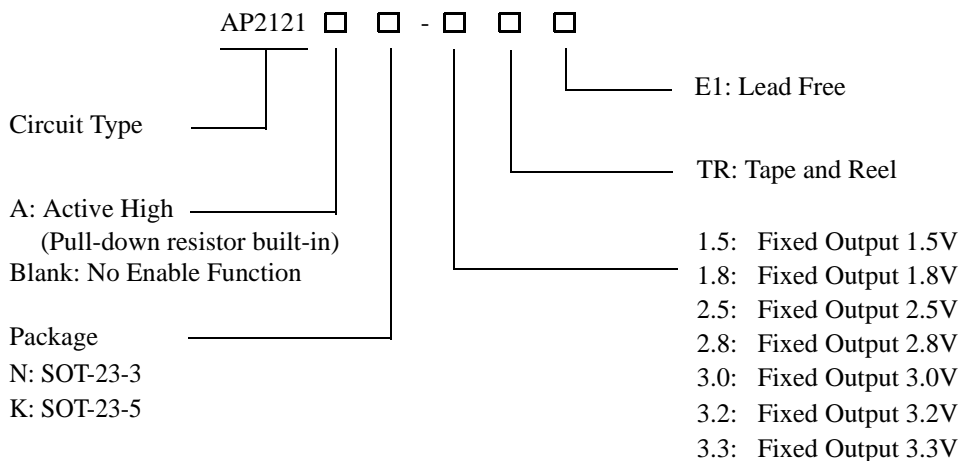 AP2121 -
E1: Lead Free
Circuit Type
TR: Tape and Reel
A: Active High
(Pull-down resistor built-in)
Blank: No Enable Function
Package
N: SOT-23-3
K: SOT-23-5
1.5: Fixed Output 1.5V
1.8: Fixed Output 1.8V
2.5: Fixed Output 2.5V
2.8: Fixed Output 2.8V
3.0: Fixed Output 3.0V
3.2: Fixed Output 3.2V
3.3: Fixed Output 3.3V